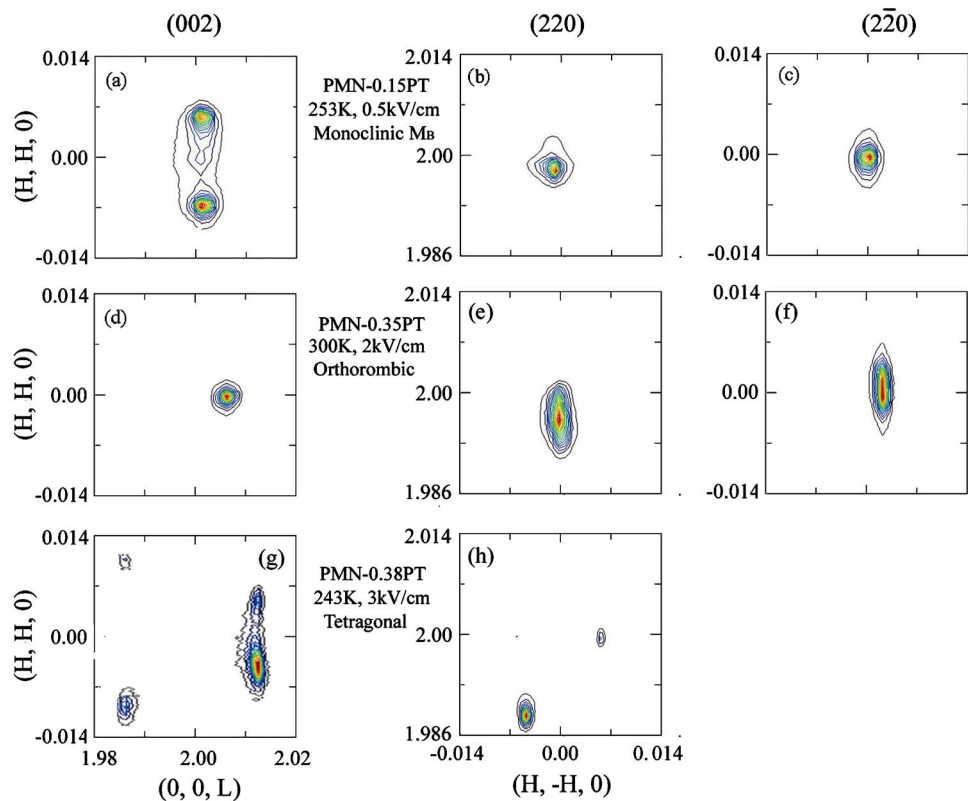 (002)
(220)
(22̅0)
0.014
(a)
(H, H, 0)
0.00
-0.014
PMN-0.15PT
253K, 0.5kV/cm
Monoclinic MB
2.014
(b)
2.00
1.986
0.014
(c)
0.00
-0.014
0.014
(d)
(H, H, 0)
0.00
-0.014
PMN-0.35PT
300K, 2kV/cm
Orthorombic
2.014
(e)
2.00
1.986
0.014
(f)
0.00
-0.014
0.014
(g)
(H, H, 0)
0.00
-0.014
1.98
2.00
2.02
(0, 0, L)
PMN-0.38PT
243K, 3kV/cm
Tetragonal
2.014
(h)
2.00
1.986
-0.014
0.00
0.014
(H, -H, 0)